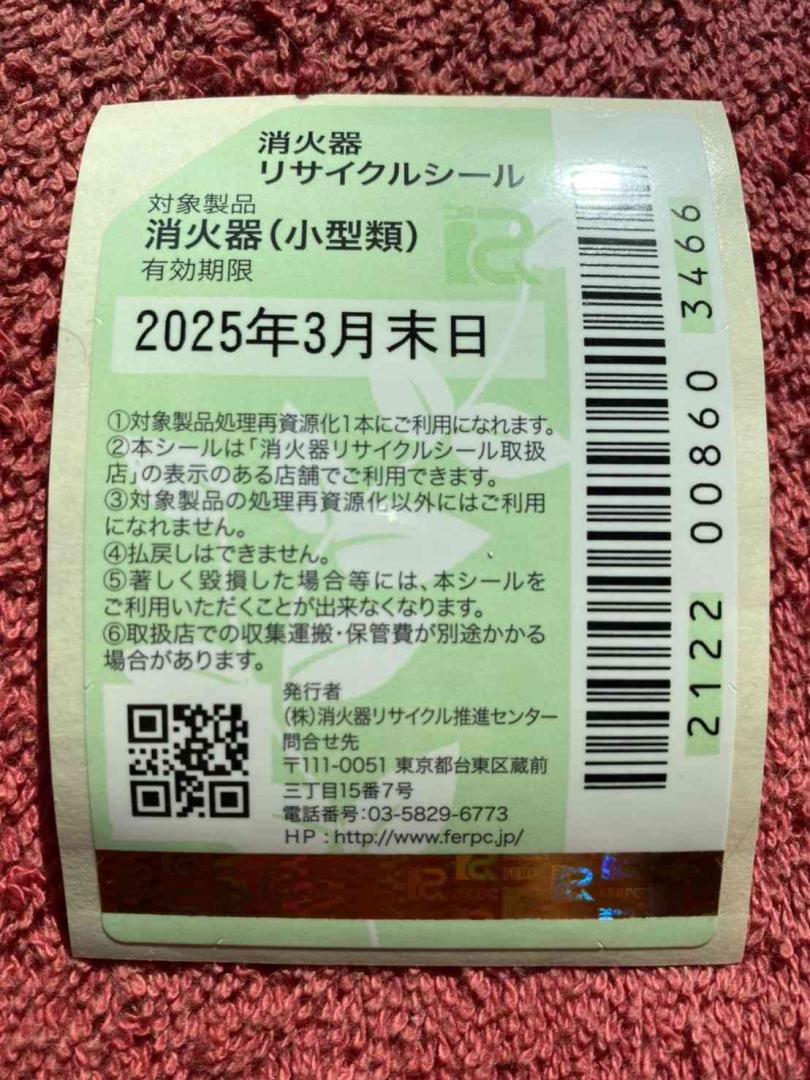 消火器
リサイクルシール
対象製品
消火器(小型類)
有効期限
2025年3月末日
①対象製品処理再資源化1本にご利用になれます。
②本シールは「消火器リサイクルシール取扱
店」の表示のある店舗でご利用できます。
③対象製品の処理再資源化以外にはご利用
になれません。
④払戻しはできません。
⑤著しく毀損した場合等には、本シールを
ご利用いただくことが出来なくなります。
⑥取扱店での収集運搬・保管費が別途かかる
場合があります。
発行者
(株)消火器リサイクル推進センター
問合せ先
〒111-0051 東京都台東区蔵前
三丁目15番7号
電話番号:03-5829-6773
HP:http://www.ferpc.jp/
2122 00860 3466
FERPC